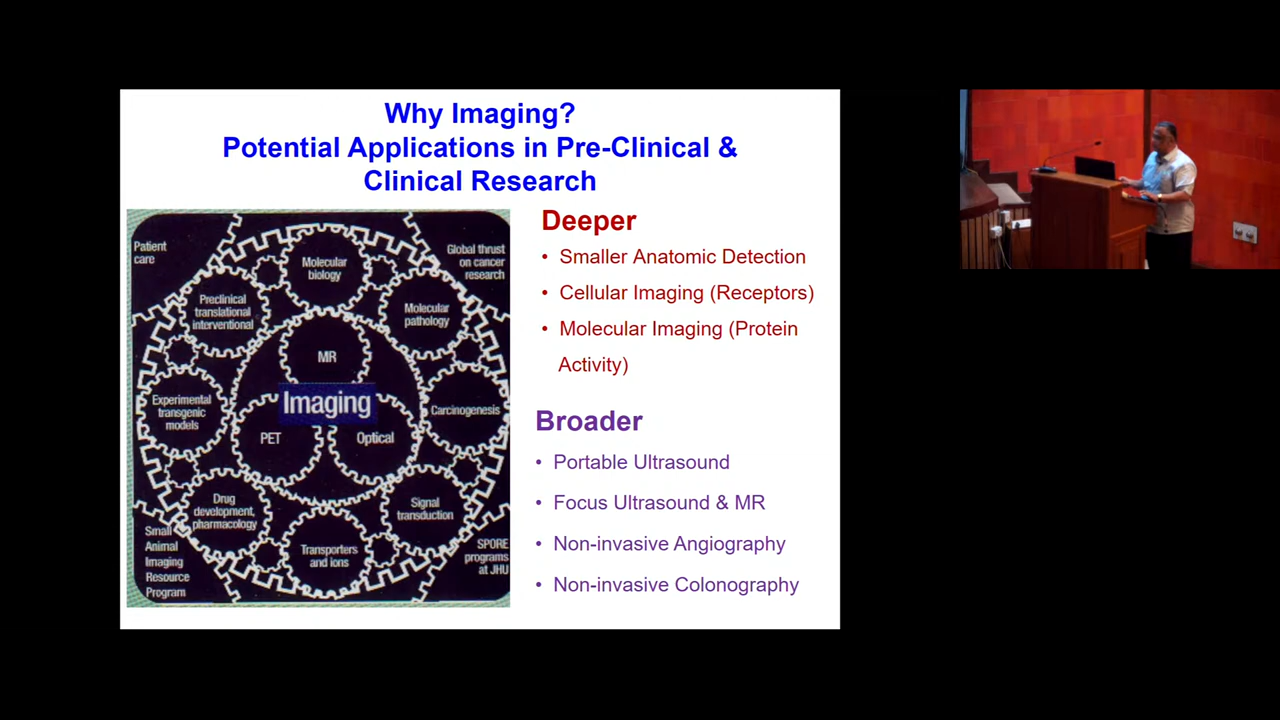 Why Imaging?
Potential Applications in Pre-Clinical &
Clinical Research
Patient
care
Global thrust
on cancer
research
Molecular
biology
Preclinical
translational
interventional
Molecular
pathology
MR
Imaging
Experimental
transgenic
models
Carcinogenesis
PET
Optical
Drug
development,
pharmacology
Signal
transduction
Transporters
and ions
Small
Animal
Imaging
Resource
Program
SPORE
programs
at JHU
Deeper
• Smaller Anatomic Detection
• Cellular Imaging (Receptors)
• Molecular Imaging (Protein
Activity)
Broader
• Portable Ultrasound
• Focus Ultrasound & MR
• Non-invasive Angiography
• Non-invasive Colonography